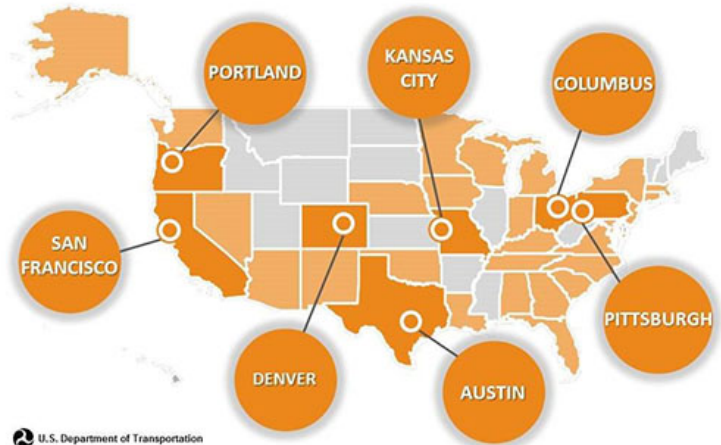 PORTLAND
KANSAS
CITY
COLUMBUS
SAN
FRANCISCO
DENVER
AUSTIN
PITTSBURGH
U.S. Department of Transportation